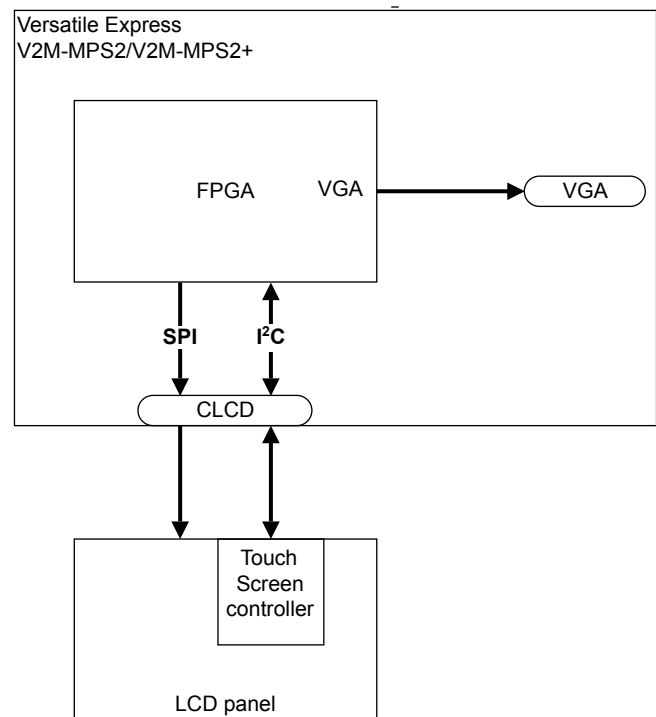 Versatile Express
V2M-MPS2/V2M-MPS2+
FPGA
VGA
VGA
SPI
I²C
CLCD
Touch
Screen
controller
LCD panel